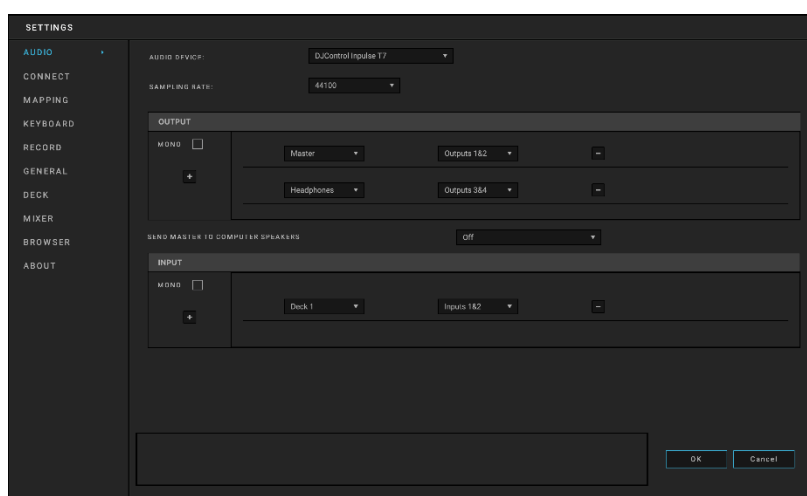 SETTINGS
AUDIO
CONNECT
MAPPING
KEYBOARD
RECORD
GENERAL
DECK
MIXER
BROWSER
ABOUT
AUDIO DEVICE: DJControl Inpulse T7
SAMPLING RATE: 44100
OUTPUT
MONO
Master Outputs 1&2 –
+
Headphones Outputs 3&4 –
SEND MASTER TO COMPUTER SPEAKERS Off
INPUT
MONO
Deck 1 Inputs 1&2 –
+
OK Cancel